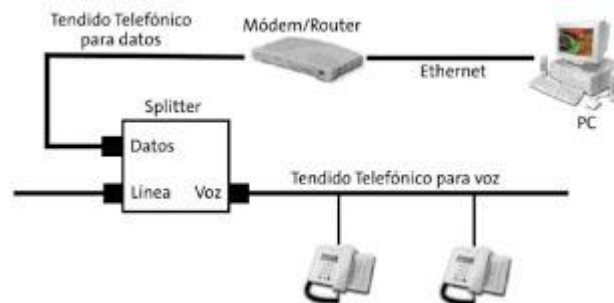 Tendido Telefónico
para datos
Módem/Router
Ethernet
PC
Splitter
Datos
Línea
Voz
Tendido Telefónico para voz